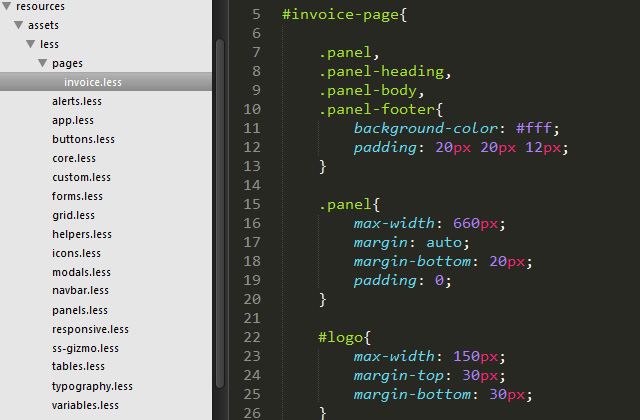 resources
assets
less
pages
invoice.less
alerts.less
app.less
buttons.less
core.less
custom.less
forms.less
grid.less
helpers.less
icons.less
modals.less
navbar.less
panels.less
responsive.less
ss-gizmo.less
tables.less
typography.less
variables.less
5 #invoice-page{
6
7 .panel,
8 .panel-heading,
9 .panel-body,
10 .panel-footer{
11 background-color: #fff;
12 padding: 20px 20px 12px;
13 }
14
15 .panel{
16 max-width: 660px;
17 margin: auto;
18 margin-bottom: 20px;
19 padding: 0;
20 }
21
22 #logo{
23 max-width: 150px;
24 margin-top: 30px;
25 margin-bottom: 30px;
26 }